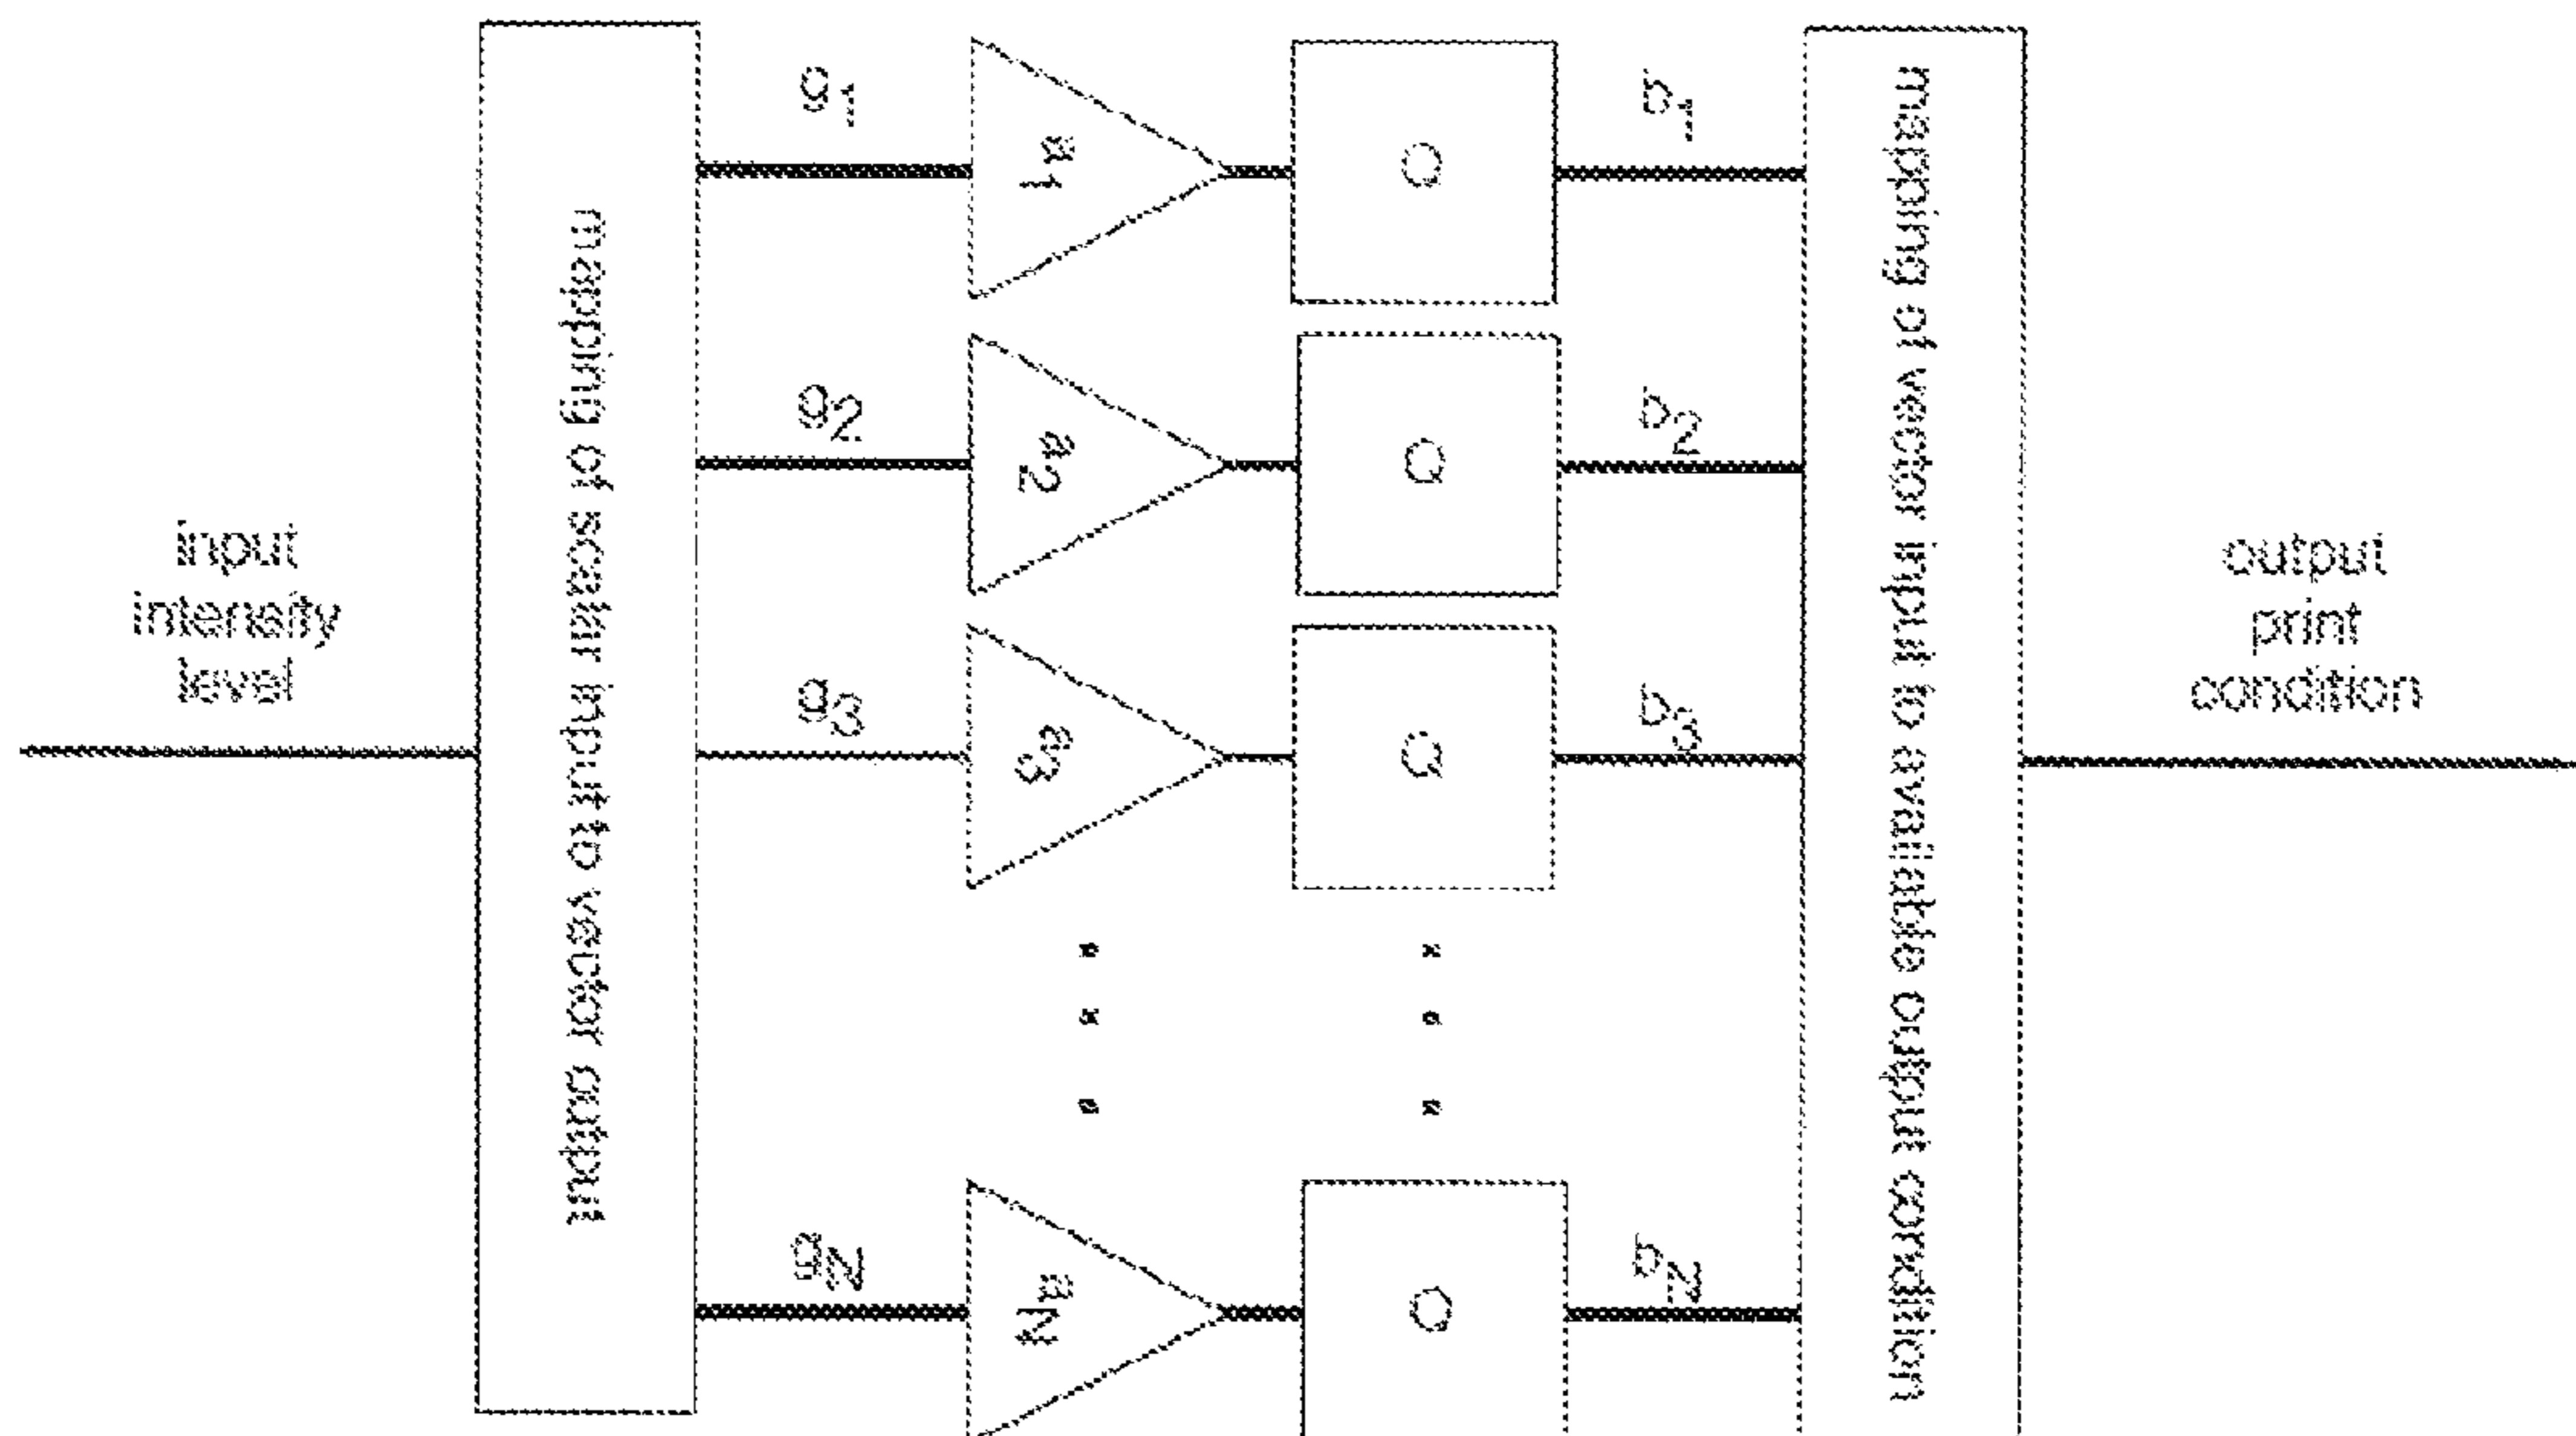 input
intensity
level
mapping of scalar input to vector output
g1
a1
Q
b1
g2
a2
Q
b2
g3
a3
Q
b3
gN
aN
Q
bN
mapping of vector input to available output condition
output
print
condition